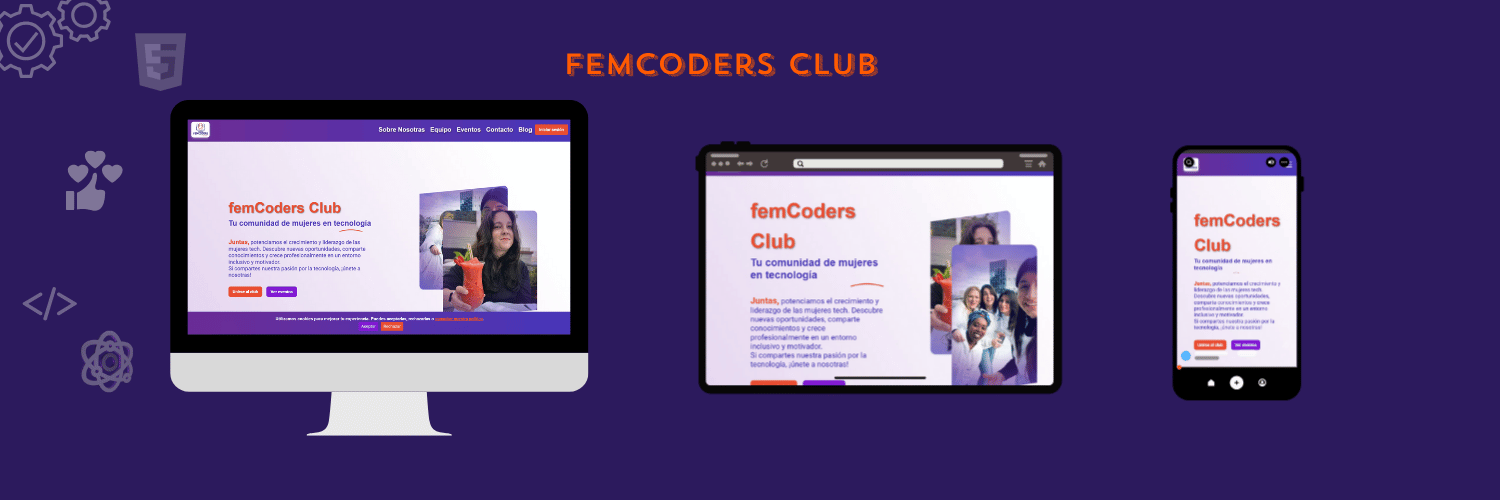 FEMCODERS CLUB
Sobre Nosotras Equipo Eventos Contacto Blog Iniciar sesión
femCoders Club
Tu comunidad de mujeres en tecnología
Juntas, potenciamos el crecimiento y liderazgo de las
mujeres tech. Descubre nuevas oportunidades, comparte
conocimientos y crece profesionalmente en un entorno
inclusivo y motivador.
Si compartes nuestra pasión por la tecnología, ¡únete a
nosotras!
Unirse al club Ver eventos
Utilizamos cookies para mejorar tu experiencia. Puedes aceptarlas, rechazarlas o
Aceptar Rechazar
femCoders
Club
Tu comunidad de mujeres
en tecnología
Juntas, potenciamos el crecimiento y
liderazgo de las mujeres tech. Descubre
nuevas oportunidades, comparte
conocimientos y crece
profesionalmente en un entorno
inclusivo y motivador.
Si compartes nuestra pasión por la
tecnología, ¡únete a nosotras!
femCoders
Club
Tu comunidad de mujeres en
tecnología
Juntas, potenciamos el crecimiento y
liderazgo de las mujeres tech.
Descubre nuevas oportunidades,
comparte conocimientos y crece
profesionalmente en un entorno
inclusivo y motivador.
Si compartes nuestra pasión por la
tecnología, ¡únete a nosotras!
Unirse al club Ver eventos